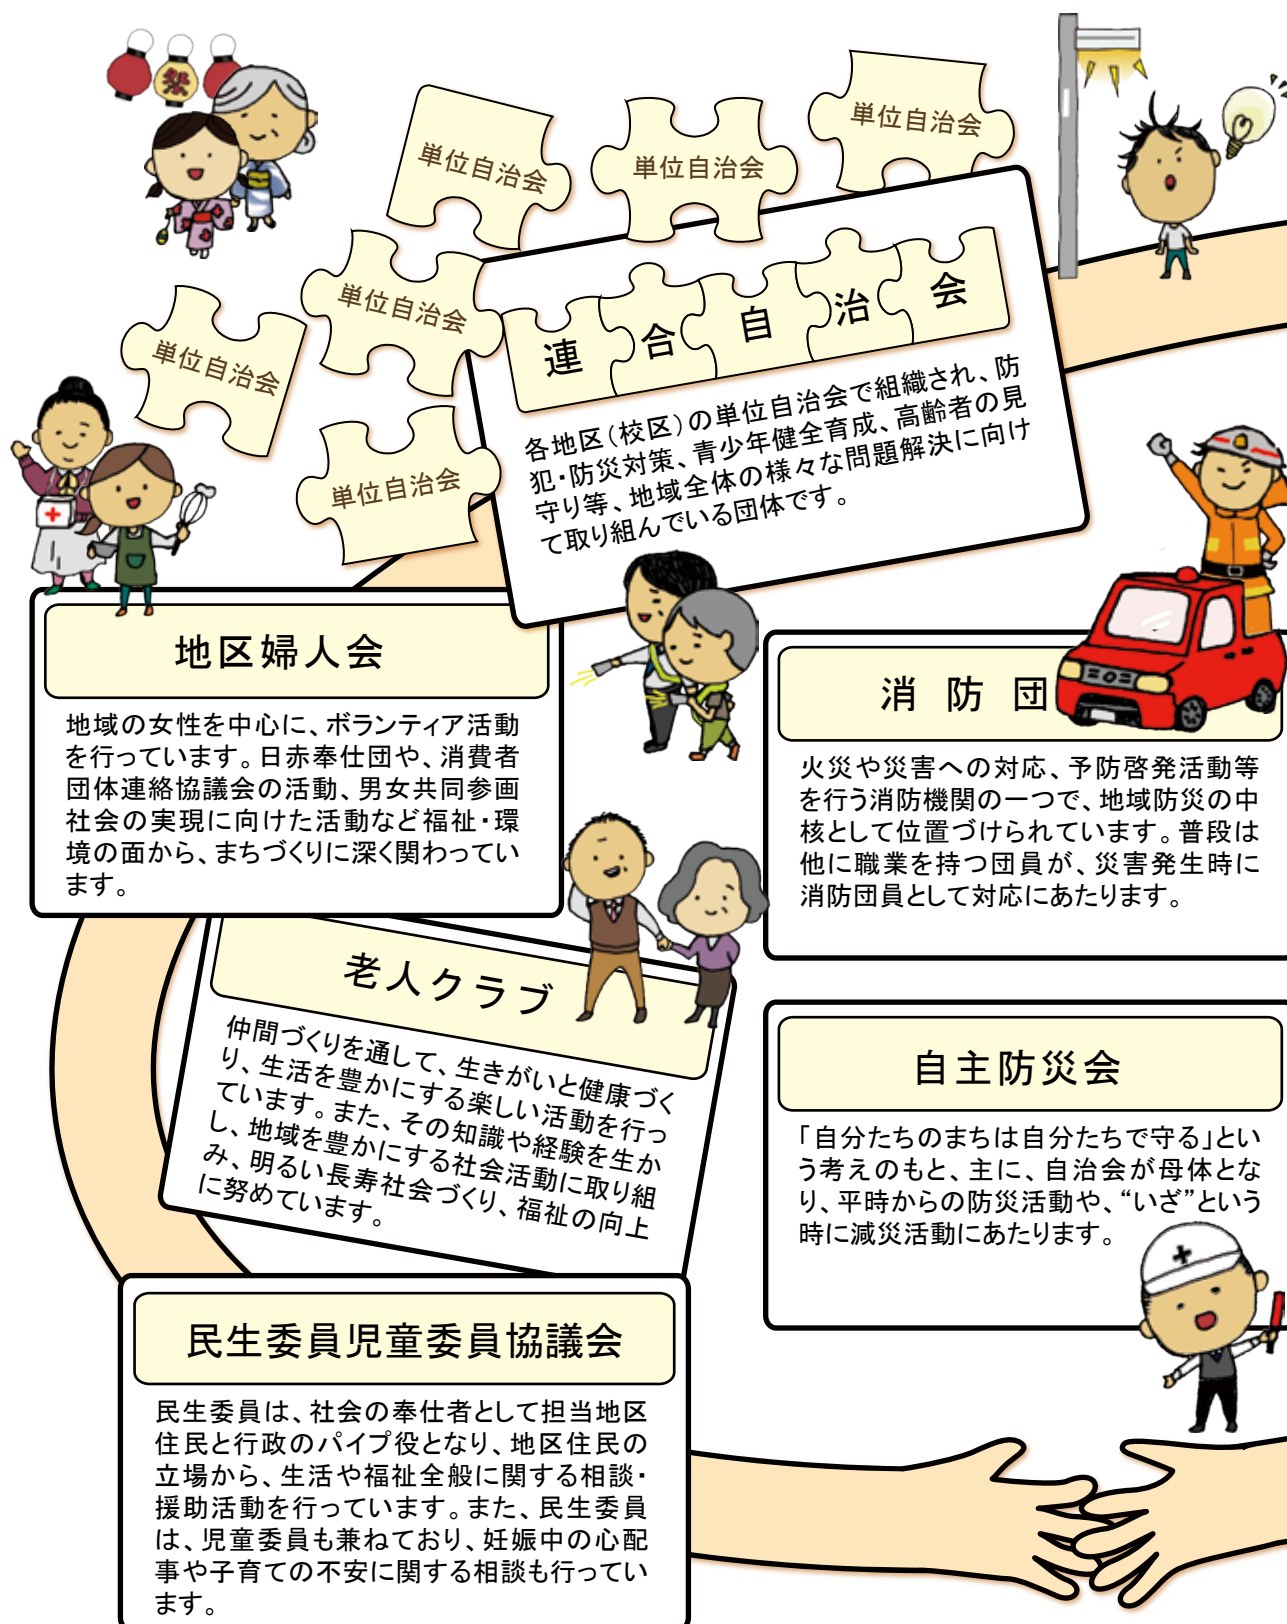 祭
単位自治会
単位自治会
単位自治会
単位自治会
単位自治会
単位自治会
連合自治会
各地区(校区)の単位自治会で組織され、防
犯・防災対策、青少年健全育成、高齢者の見
守り等、地域全体の様々な問題解決に向け
て取り組んでいる団体です。
地区婦人会
地域の女性を中心に、ボランティア活動
を行っています。日赤奉仕団や、消費者
団体連絡協議会の活動、男女共同参画
社会の実現に向けた活動など福祉・環
境の面から、まちづくりに深く関わってい
ます。
消防団
火災や災害への対応、予防啓発活動等
を行う消防機関の一つで、地域防災の中
核として位置づけられています。普段は
他に職業を持つ団員が、災害発生時に
消防団員として対応にあたります。
老人クラブ
仲間づくりを通して、生きがいと健康づく
り、生活を豊かにする楽しい活動を行っ
ています。また、その知識や経験を生か
し、地域を豊かにする社会活動に取り組
み、明るい長寿社会づくり、福祉の向上
に努めています。
自主防災会
「自分たちのまちは自分たちで守る」とい
う考えのもと、主に、自治会が母体とな
り、平時からの防災活動や、“いざ”という
時に減災活動にあたります。
民生委員児童委員協議会
民生委員は、社会の奉仕者として担当地区
住民と行政のパイプ役となり、地区住民の
立場から、生活や福祉全般に関する相談・
援助活動を行っています。また、民生委員
は、児童委員も兼ねており、妊娠中の心配
事や子育ての不安に関する相談も行ってい
ます。